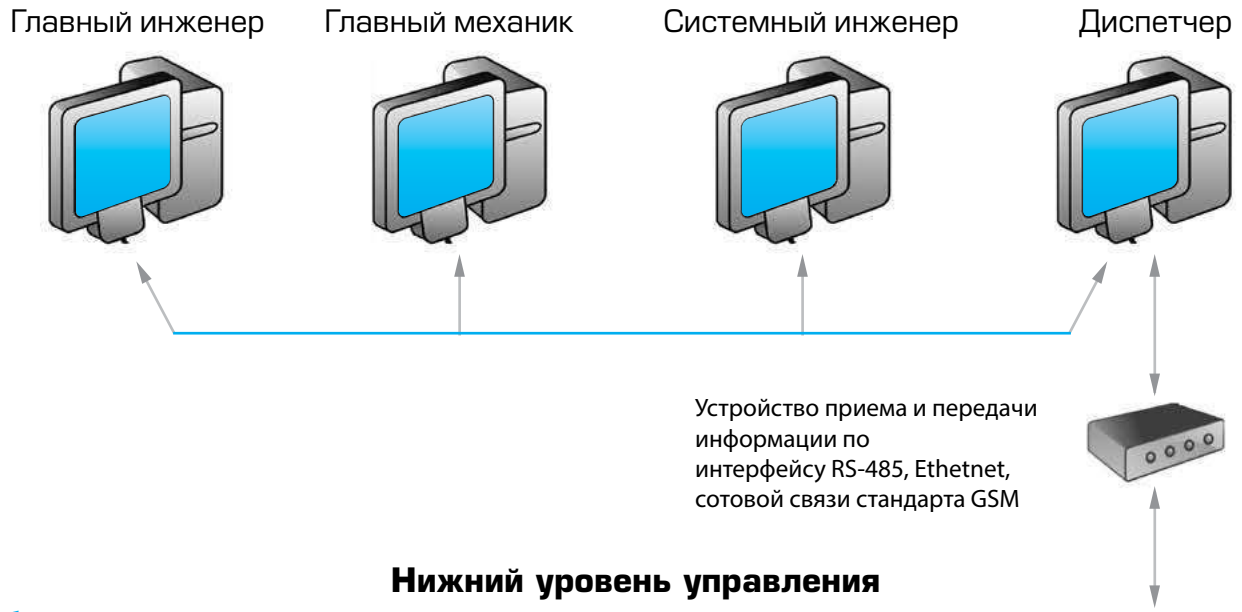 Главный инженер
Главный механик
Системный инженер
Диспетчер
Устройство приема и передачи
информации по
интерфейсу RS-485, Ethetnet,
сотовой связи стандарта GSM
Нижний уровень управления